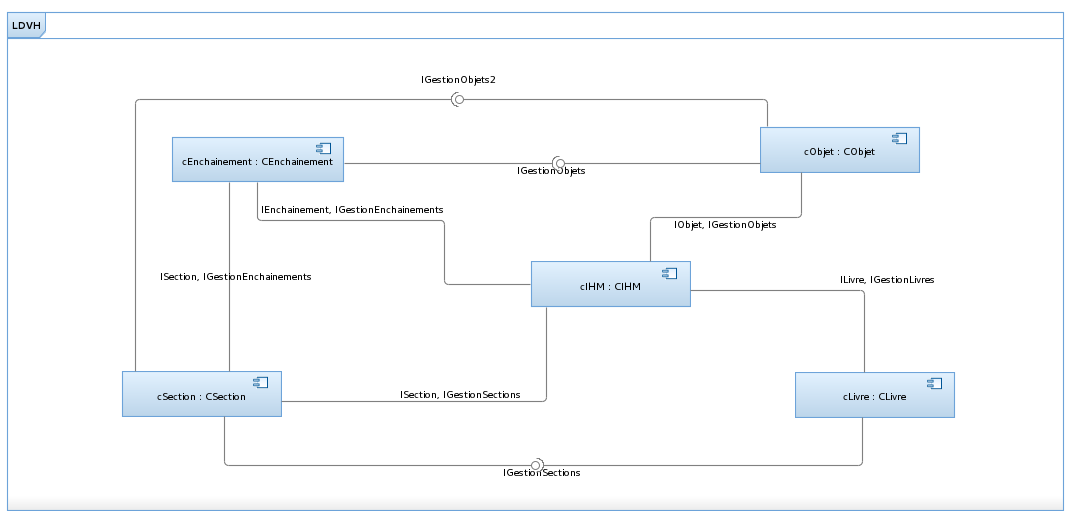 LDVH
IGestionObjets2
cEnchainement : CEnchainement
cObjet : CObjet
IGestionObjets
IEnchainement, IGestionEnchainements
IObjet, IGestionObjets
ISection, IGestionEnchainements
cIHM : CIHM
ILivre, IGestionLivres
cSection : CSection
ISection, IGestionSections
cLivre : CLivre
IGestionSections